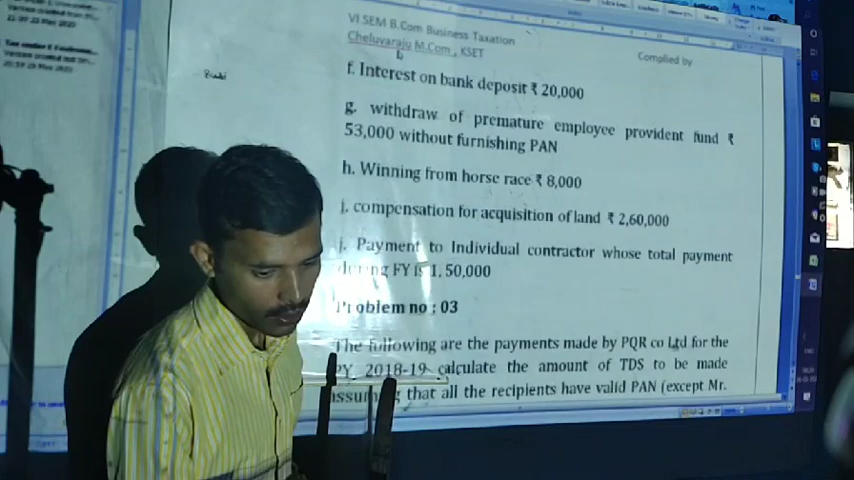 VI SEM B.Com Business Taxation
Cheluvaraju M.Com , KSET
Complied by
f. Interest on bank deposit ₹ 20,000
g. withdraw of premature employee provident fund ₹
53,000 without furnishing PAN
h. Winning from horse race ₹ 8,000
j. compensation for acquisition of land ₹ 2,60,000
j. Payment to Individual contractor whose total payment
during FY is 1, 50,000
Problem no ; 03
The following are the payments made by PQR co Ltd for the
PY 2018-19 calculate the amount of TDS to be made
assuming that all the recipients have valid PAN (except Mr.